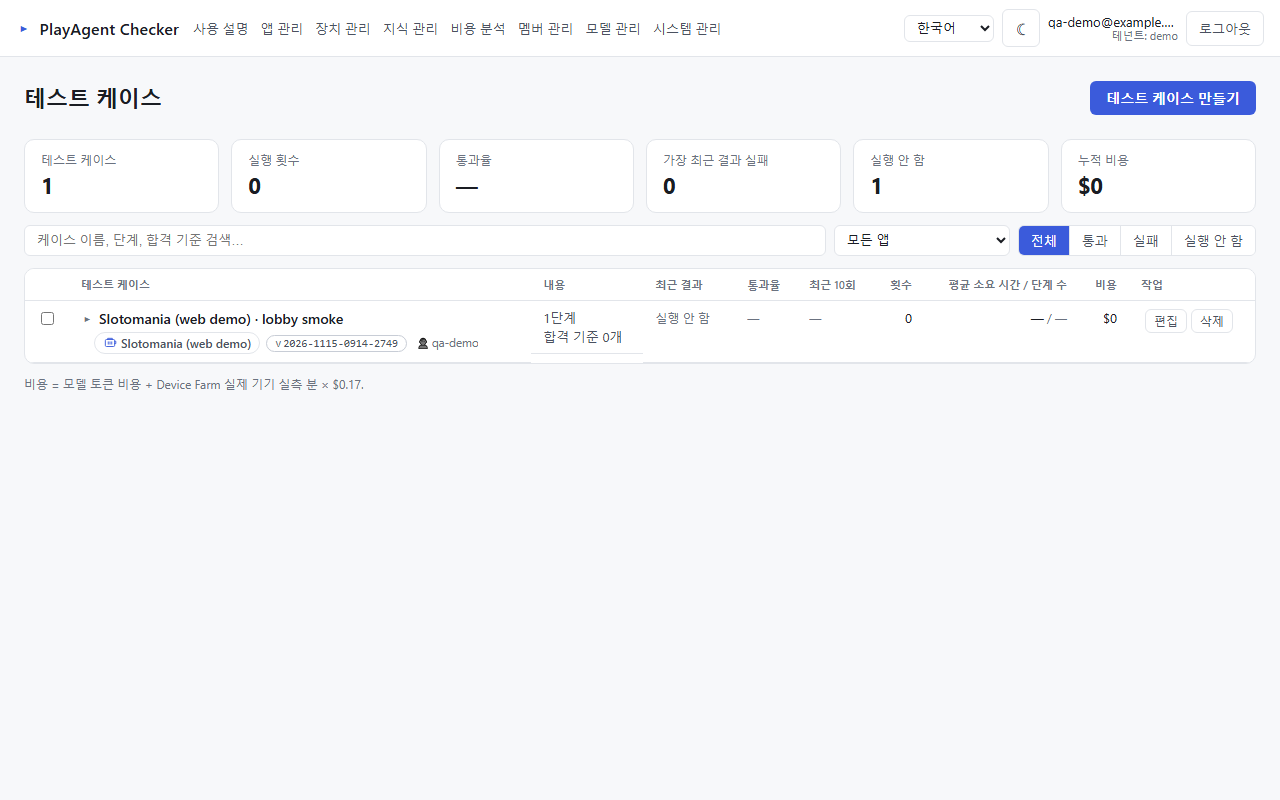 ▸ PlayAgent Checker 사용 설명 앱 관리 장치 관리 지식 관리 비용 분석 멤버 관리 모델 관리 시스템 관리 한국어 qa-demo@example.... 로그아웃
테넌트: demo
테스트 케이스 테스트 케이스 만들기
테스트 케이스 실행 횟수 통과율 가장 최근 결과 실패 실행 안 함 누적 비용
1 0 — 0 1 $0
케이스 이름, 단계, 합격 기준 검색... 모든 앱 전체 통과 실패 실행 안 함
테스트 케이스 내용 최근 결과 통과율 최근 10회 횟수 평균 소요 시간 / 단계 수 비용 작업
▸ Slotomania (web demo) · lobby smoke 1단계 실행 안 함 — — 0 — / — $0 편집 삭제
합격 기준 0개
Slotomania (web demo) v 2026-1115-0914-2749 qa-demo
비용 = 모델 토큰 비용 + Device Farm 실제 기기 실측 분 × $0.17.